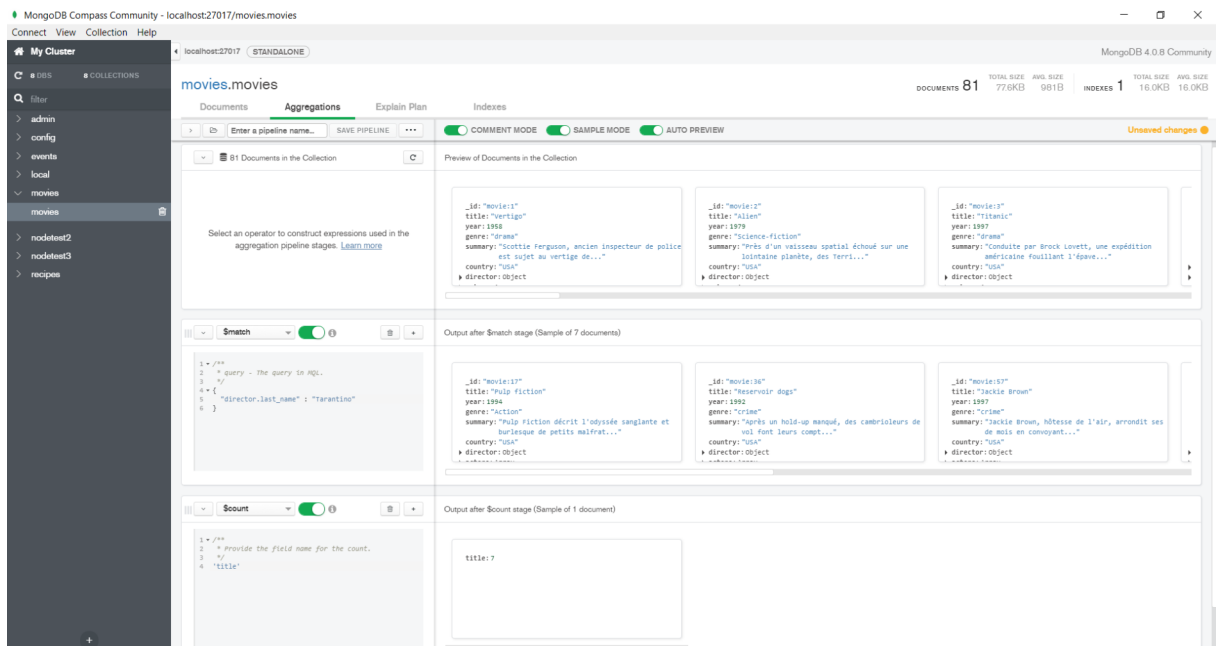 MongoDB Compass Community - localhost:27017/movies.movies
Connect View Collection Help
My Cluster
localhost:27017 STANDALONE
MongoDB 4.0.8 Community
8 DBS 8 COLLECTIONS
filter
admin
config
events
local
movies
movies
nodetest2
nodetest3
recipes
movies.movies
DOCUMENTS 81 TOTAL SIZE 77.6KB AVG. SIZE 981B INDEXES 1 TOTAL SIZE 16.0KB AVG. SIZE 16.0KB
Documents Aggregations Explain Plan Indexes
Enter a pipeline name... SAVE PIPELINE ... COMMENT MODE SAMPLE MODE AUTO PREVIEW Unsaved changes
81 Documents in the Collection
Preview of Documents in the Collection
Select an operator to construct expressions used in the
aggregation pipeline stages. Learn more
_id: "movie:1"
title: "Vertigo"
year: 1958
genre: "drama"
summary: "Scottie Ferguson, ancien inspecteur de police
est sujet au vertige de..."
country: "USA"
director: Object
_id: "movie:2"
title: "Alien"
year: 1979
genre: "Science-fiction"
summary: "Près d'un vaisseau spatial échoué sur une
lointaine planète, des Terri..."
country: "USA"
director: Object
_id: "movie:3"
title: "Titanic"
year: 1997
genre: "drama"
summary: "Conduite par Brock Lovett, une expédition
américaine fouillant l'épave..."
country: "USA"
director: Object
$match
Output after $match stage (Sample of 7 documents)
1 /**
2 * query - The query in MQL.
3 */
4 {
5 "director.last_name" : "Tarantino"
6 }
_id: "movie:17"
title: "Pulp fiction"
year: 1994
genre: "Action"
summary: "Pulp Fiction décrit l'odyssée sanglante et
burlesque de petits malfrat..."
country: "USA"
director: Object
_id: "movie:36"
title: "Reservoir dogs"
year: 1992
genre: "crime"
summary: "Après un hold-up manqué, des cambrioleurs de
vol font leurs compt..."
country: "USA"
director: Object
_id: "movie:57"
title: "Jackie Brown"
year: 1997
genre: "crime"
summary: "Jackie Brown, hôtesse de l'air, arrondit ses
de mois en convoyant..."
country: "USA"
director: Object
$count
Output after $count stage (Sample of 1 document)
1 /**
2 * Provide the field name for the count.
3 */
4 'title'
title: 7